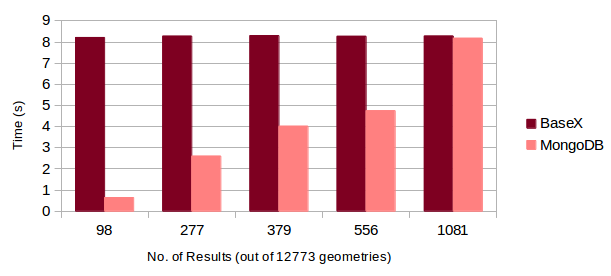 9
8
7
6
5
4
3
2
1
0
Time (s)
98 277 379 556 1081
No. of Results (out of 12773 geometries)
BaseX
MongoDB